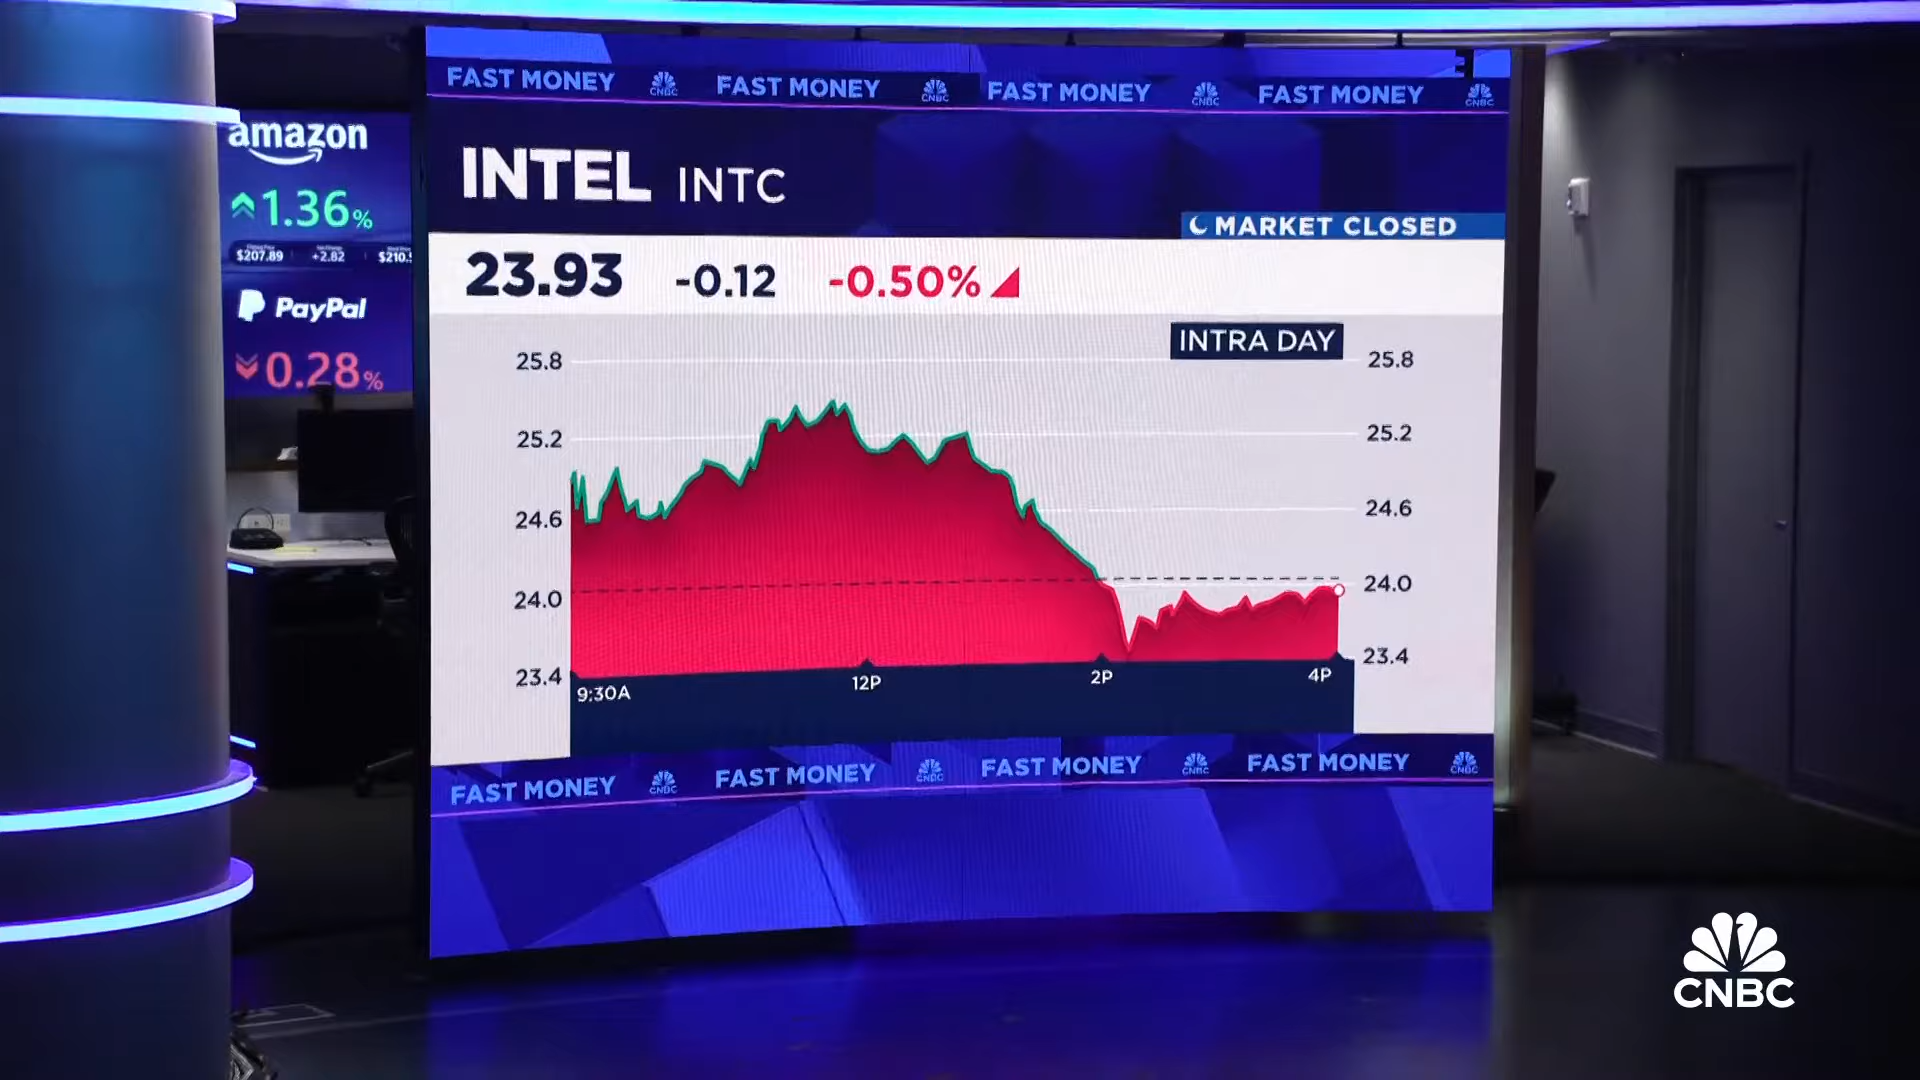 FAST MONEY CNBC FAST MONEY CNBC FAST MONEY CNBC FAST MONEY CNBC
amazon
1.36%
$207.89 +2.82
PayPal
0.28%
INTEL INTC
MARKET CLOSED
23.93 -0.12 -0.50%
INTRA DAY
25.8 25.8
25.2 25.2
24.6 24.6
24.0 24.0
23.4 23.4
9:30A 12P 2P 4P
FAST MONEY CNBC FAST MONEY CNBC FAST MONEY CNBC FAST MONEY CNBC
CNBC